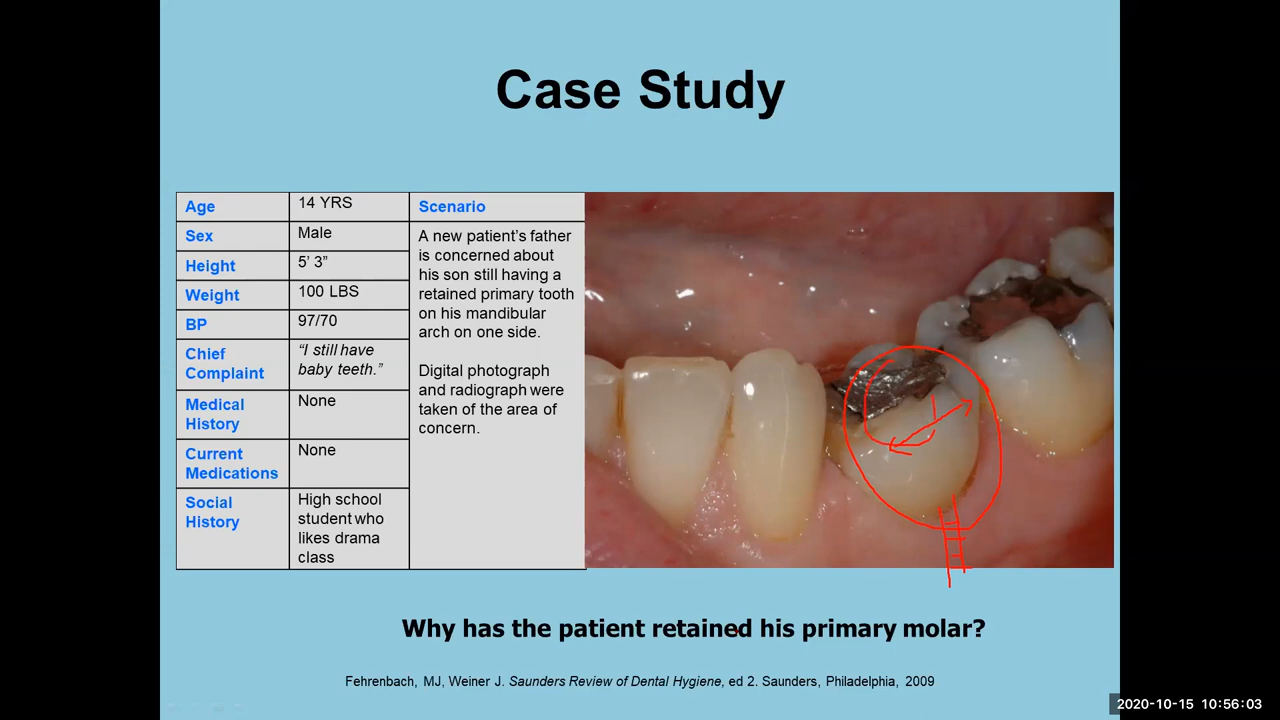 Case Study
Age
14 YRS
Sex
Male
Height
5’ 3”
Weight
100 LBS
BP
97/70
Chief
Complaint
“I still have
baby teeth.”
Medical
History
None
Current
Medications
None
Social
History
High school
student who
likes drama
class
Scenario
A new patient’s father
is concerned about
his son still having a
retained primary tooth
on his mandibular
arch on one side.
Digital photograph
and radiograph were
taken of the area of
concern.
Why has the patient retained his primary molar?
Fehrenbach, MJ, Weiner J. Saunders Review of Dental Hygiene, ed 2. Saunders, Philadelphia, 2009
2020-10-15 10:56:03